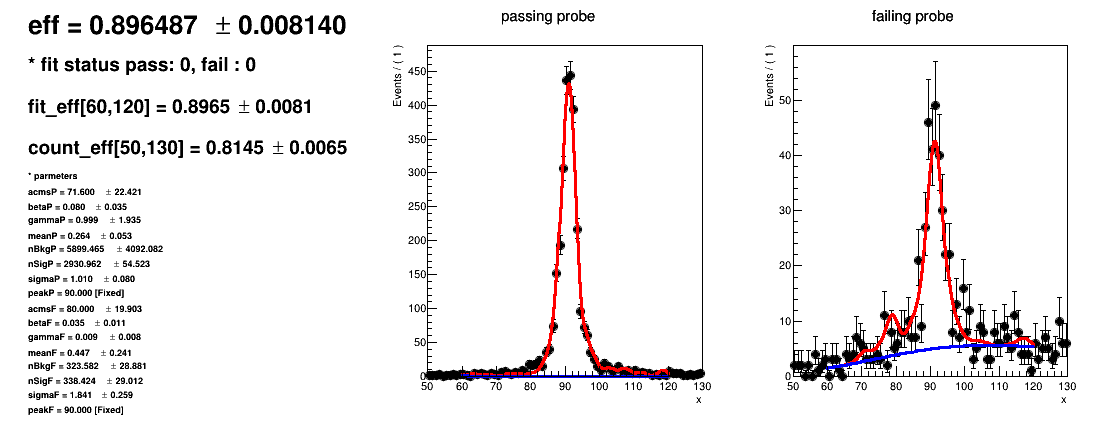 eff = 0.896487 ± 0.008140
* fit status pass: 0, fail : 0
fit_eff[60,120] = 0.8965 ± 0.0081
count_eff[50,130] = 0.8145 ± 0.0065
* parmeters
acmsP = 71.600 ± 22.421
betaP = 0.080 ± 0.035
gammaP = 0.999 ± 1.935
meanP = 0.264 ± 0.053
nBkgP = 5899.465 ± 4092.082
nSigP = 2930.962 ± 54.523
sigmaP = 1.010 ± 0.080
peakP = 90.000 [Fixed]
acmsF = 80.000 ± 19.903
betaF = 0.035 ± 0.011
gammaF = 0.009 ± 0.008
meanF = 0.447 ± 0.241
nBkgF = 323.582 ± 28.881
nSigF = 338.424 ± 29.012
sigmaF = 1.841 ± 0.259
peakF = 90.000 [Fixed]
passing probe
Events / ( 1 )
450
400
350
300
250
200
150
100
50
0
50 60 70 80 90 100 110 120 130
x
failing probe
Events / ( 1 )
50
40
30
20
10
0
50 60 70 80 90 100 110 120 130
x